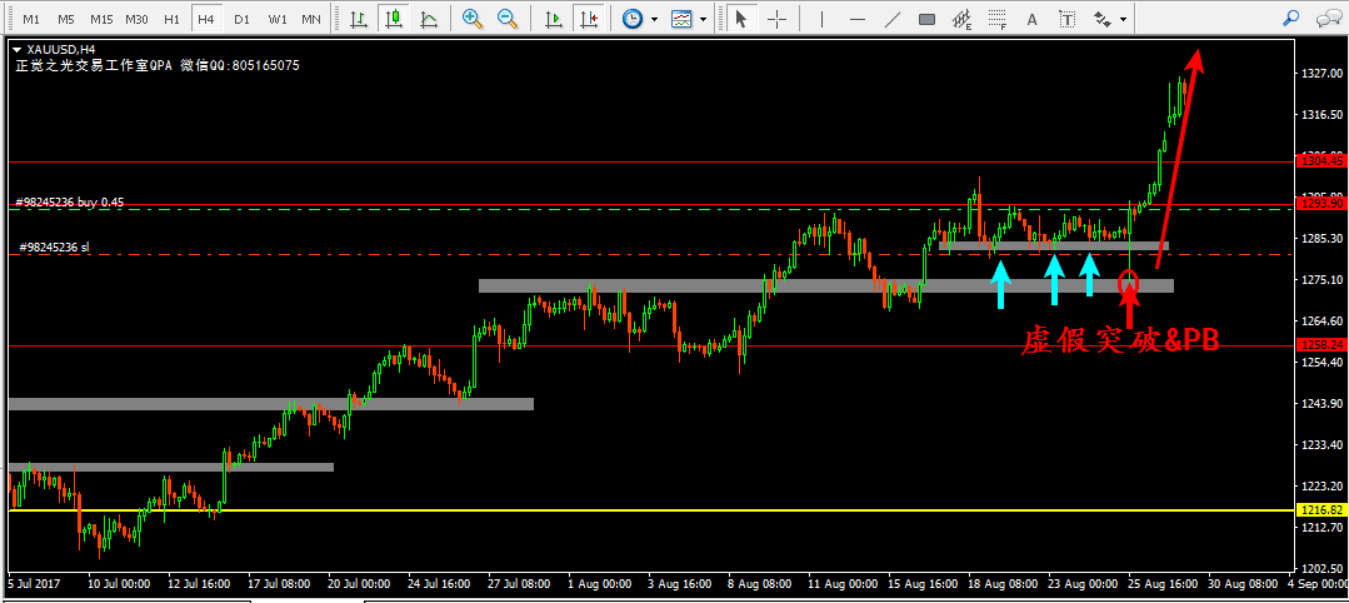 M1 M5 M15 M30 H1 H4 D1 W1 MN E F A T
XAUUSD,H4
正觉之光交易工作室QPA 微信QQ:805165075
1327.00
1316.50
1304.45
#98245236 buy 0.45
1293.90
1285.30
#98245236 sl
1275.10
1264.60
虚假突破&PB
1258.24
1254.40
1243.90
1233.40
1223.20
1216.82
1212.70
1202.50
5 Jul 2017 10 Jul 00:00 12 Jul 16:00 17 Jul 08:00 20 Jul 00:00 24 Jul 16:00 27 Jul 08:00 1 Aug 00:00 3 Aug 16:00 8 Aug 08:00 11 Aug 00:00 15 Aug 16:00 18 Aug 08:00 23 Aug 00:00 25 Aug 16:00 30 Aug 08:00 4 Sep 00:00